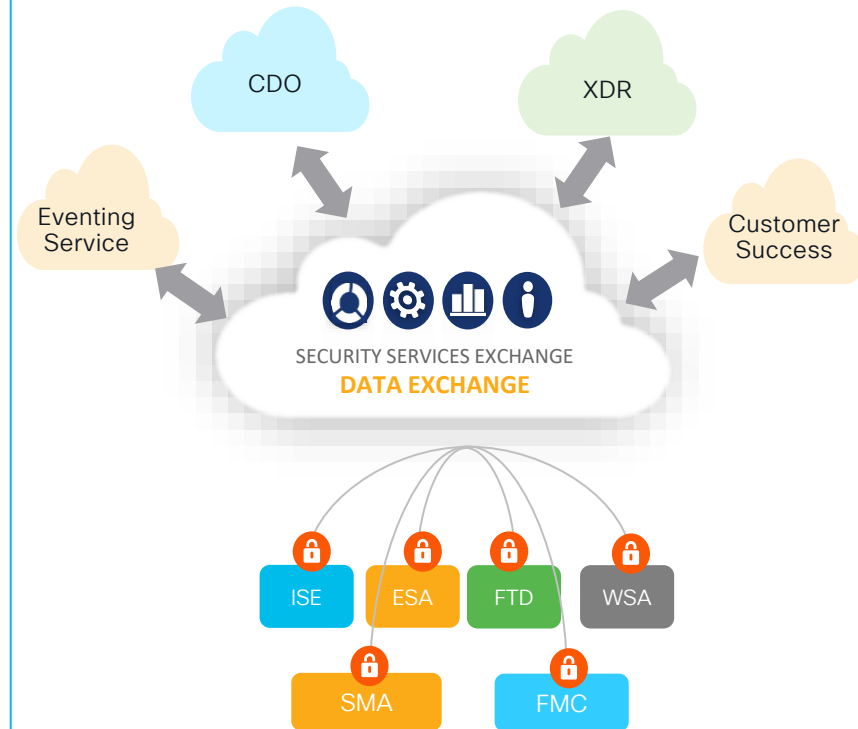 CDO
XDR
Eventing
Service
Customer
Success
SECURITY SERVICES EXCHANGE
DATA EXCHANGE
ISE
ESA
FTD
WSA
SMA
FMC